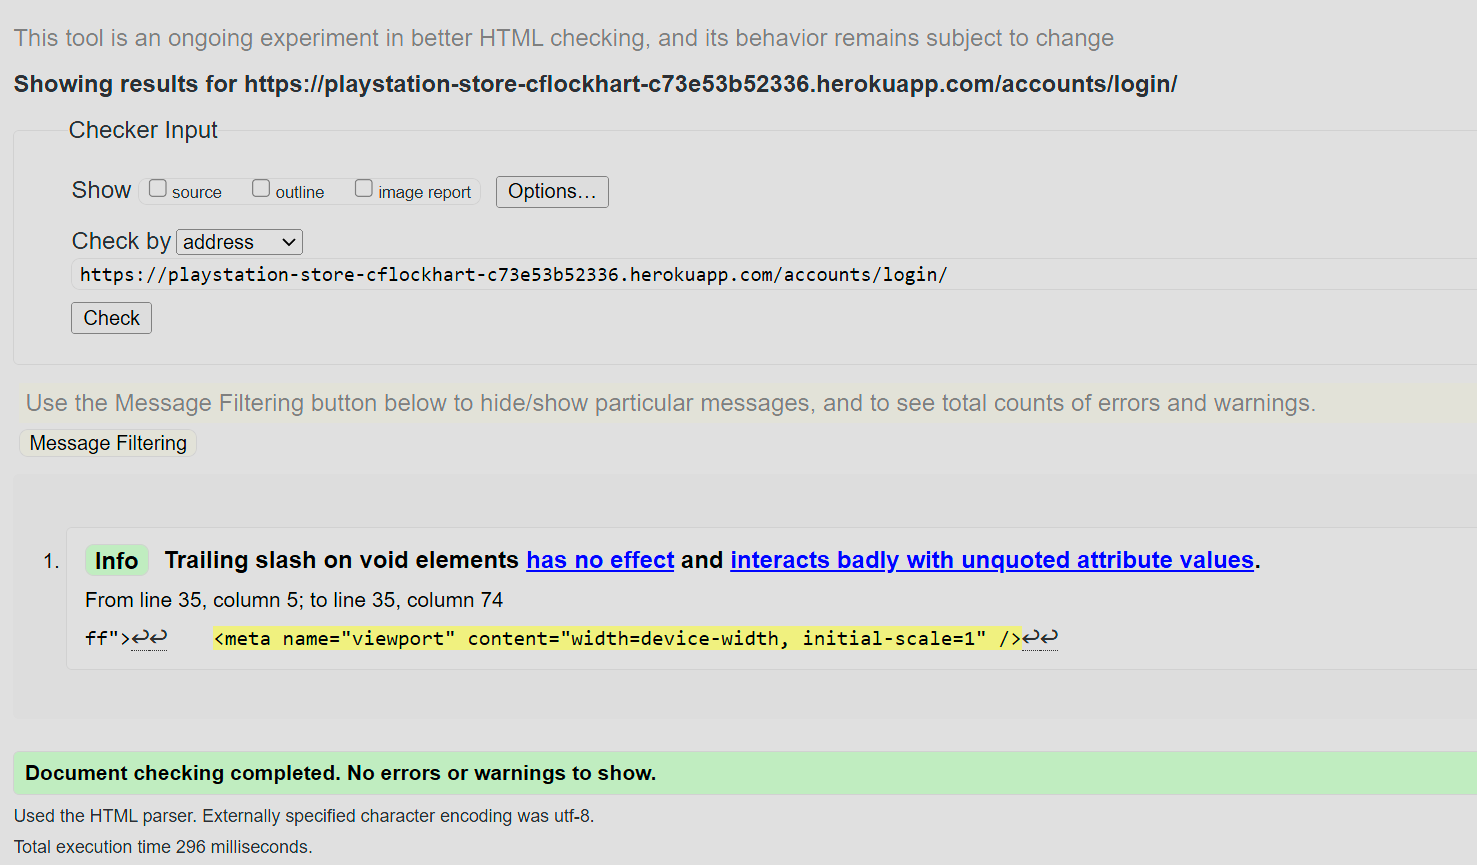 This tool is an ongoing experiment in better HTML checking, and its behavior remains subject to change
Showing results for https://playstation-store-cflockhart-c73e53b52336.herokuapp.com/accounts/login/
Checker Input
Show source outline image report Options...
Check by address
https://playstation-store-cflockhart-c73e53b52336.herokuapp.com/accounts/login/
Check
Use the Message Filtering button below to hide/show particular messages, and to see total counts of errors and warnings.
Message Filtering
1. Info Trailing slash on void elements has no effect and interacts badly with unquoted attribute values.
From line 35, column 5; to line 35, column 74
ff">↩↩ <meta name="viewport" content="width=device-width, initial-scale=1" />↩↩
Document checking completed. No errors or warnings to show.
Used the HTML parser. Externally specified character encoding was utf-8.
Total execution time 296 milliseconds.